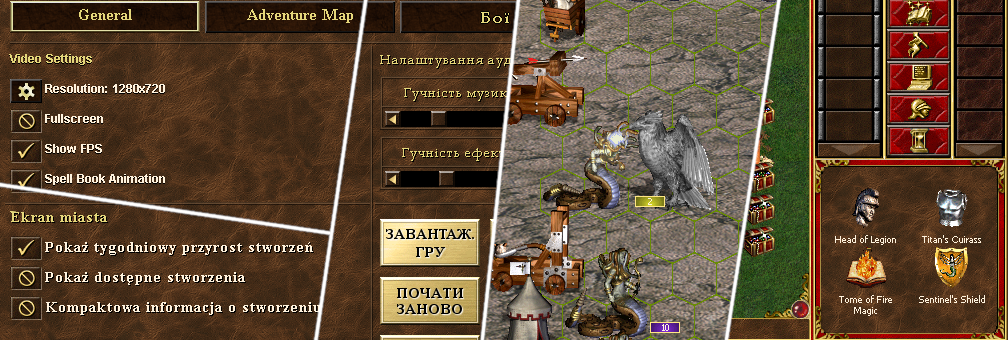 General
Adventure Map
Бої
Video Settings
Resolution: 1280x720
Fullscreen
Show FPS
Spell Book Animation
Ekran miasta
Pokaż tygodniowy przyrost stworzeń
Pokaż dostępne stworzenia
Kompaktowa informacja o stworzeniu
Налаштування ауд
Гучність музик
Гучність ефек
ЗАВАНТАЖ.
ГРУ
ПОЧАТИ
ЗАНОВО
2
10
Head of Legion
Titan's Cuirass
Tome of Fire
Magic
Sentinel's Shield